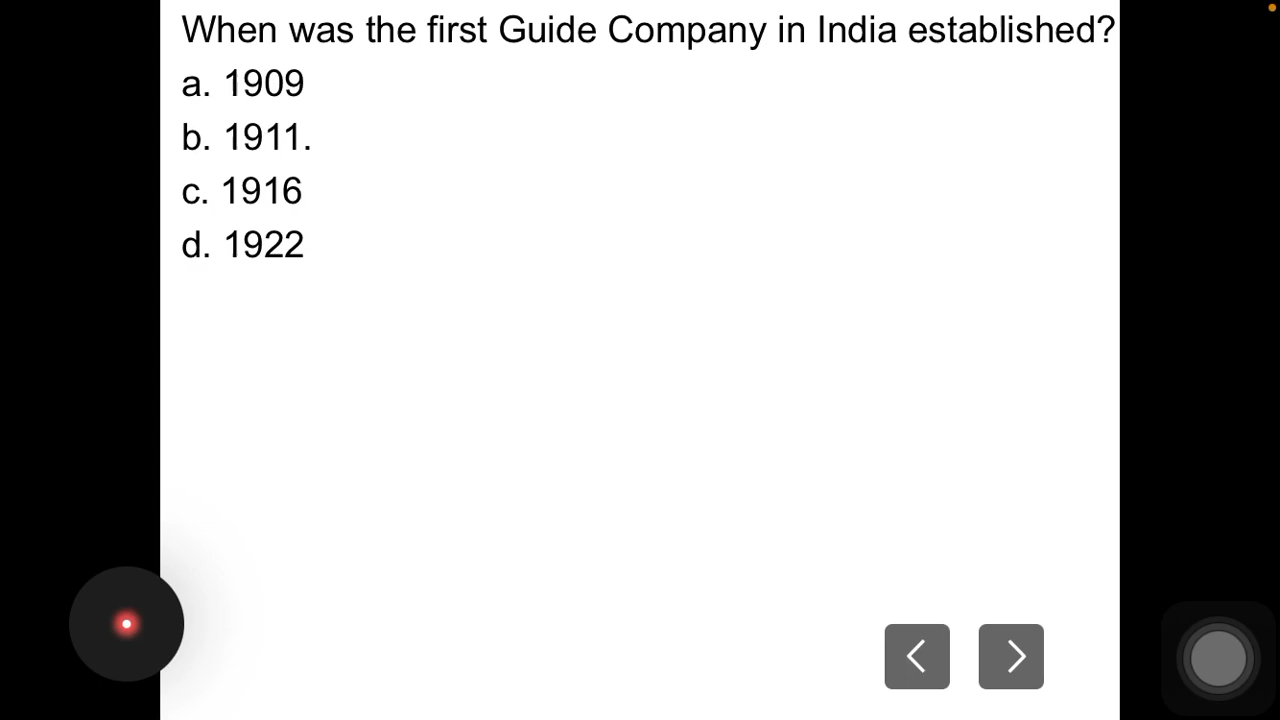 When was the first Guide Company in India established?
a. 1909
b. 1911.
c. 1916
d. 1922